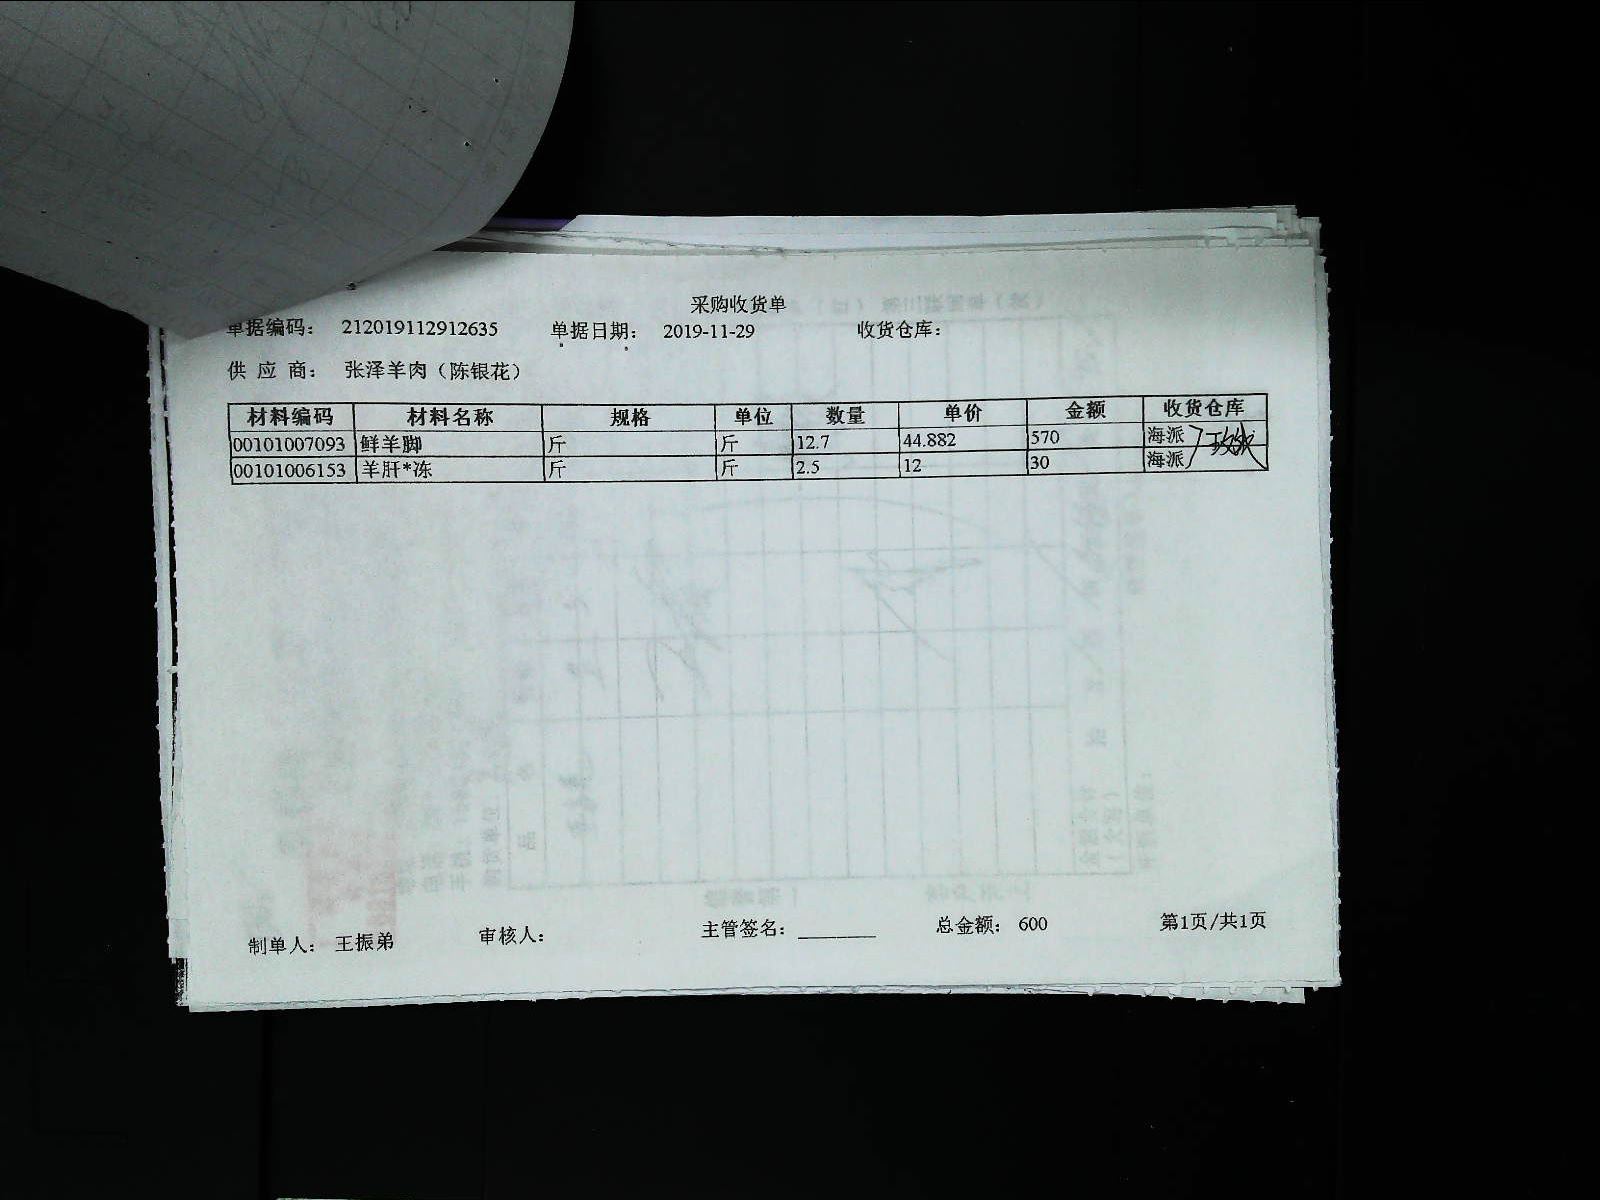 采购收货单
单据编码： 212019112912635 单据日期： 2019-11-29 收货仓库：
供 应 商： 张泽羊肉（陈银花）
材料编码 材料名称 规格 单位 数量 单价 金额 收货仓库
00101007093 鲜羊脚 斤 斤 12.7 44.882 570 海派
00101006153 羊肝*冻 斤 斤 2.5 12 30 海派
制单人： 王振弟 审核人： 主管签名： 总金额： 600 第1页/共1页